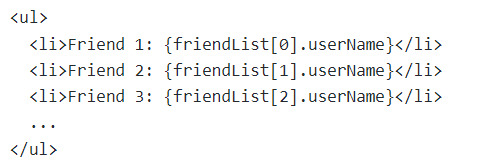 <ul>
  <li>Friend 1: {friendList[0].userName}</li>
  <li>Friend 2: {friendList[1].userName}</li>
  <li>Friend 3: {friendList[2].userName}</li>
  ...
</ul>